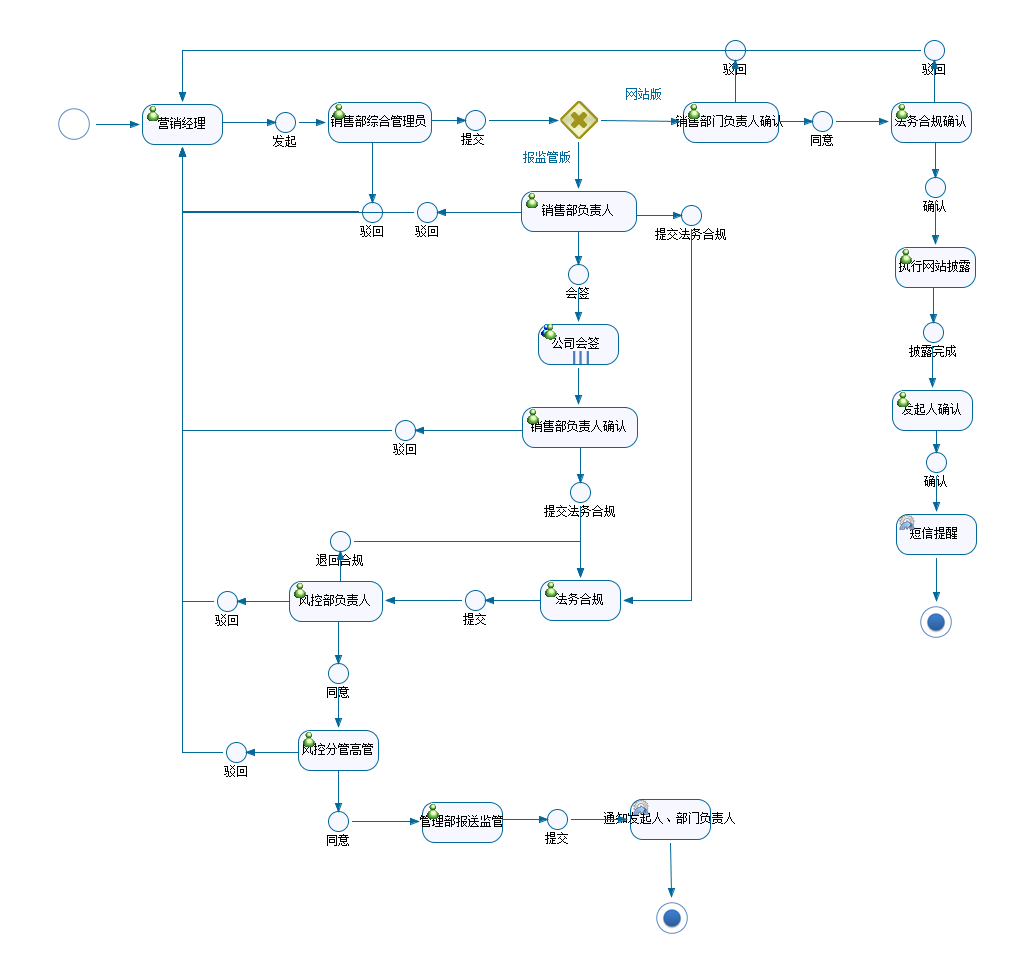 驳回
驳回
网站版
营销经理
发起
销售部综合管理员
提交
销售部门负责人确认
同意
法务合规确认
报监管版
确认
销售部负责人
驳回
驳回
提交法务合规
执行网站披露
会签
公司会签
披露完成
发起人确认
销售部负责人确认
驳回
确认
提交法务合规
短信提醒
退回合规
风控部负责人
法务合规
驳回
提交
同意
风控分管高管
驳回
同意
管理部报送监管
提交
通知发起人、部门负责人